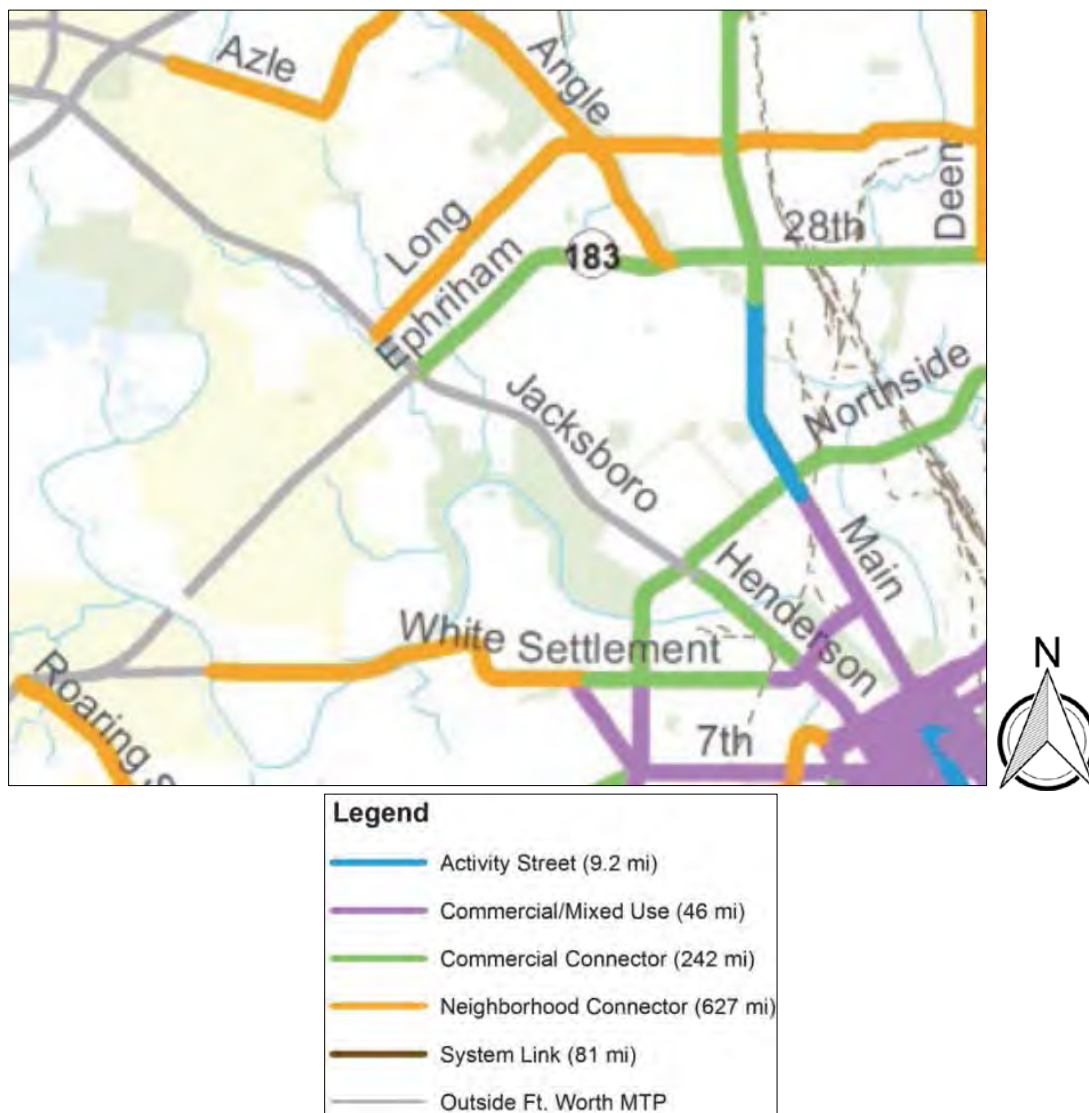 Azle
Angle
Long
Deen
28th
183
Ephriham
Jacksboro
Northside
Main
Henderson
White Settlement
Roaring S
7th
N
Legend
Activity Street (9.2 mi)
Commercial/Mixed Use (46 mi)
Commercial Connector (242 mi)
Neighborhood Connector (627 mi)
System Link (81 mi)
Outside Ft. Worth MTP